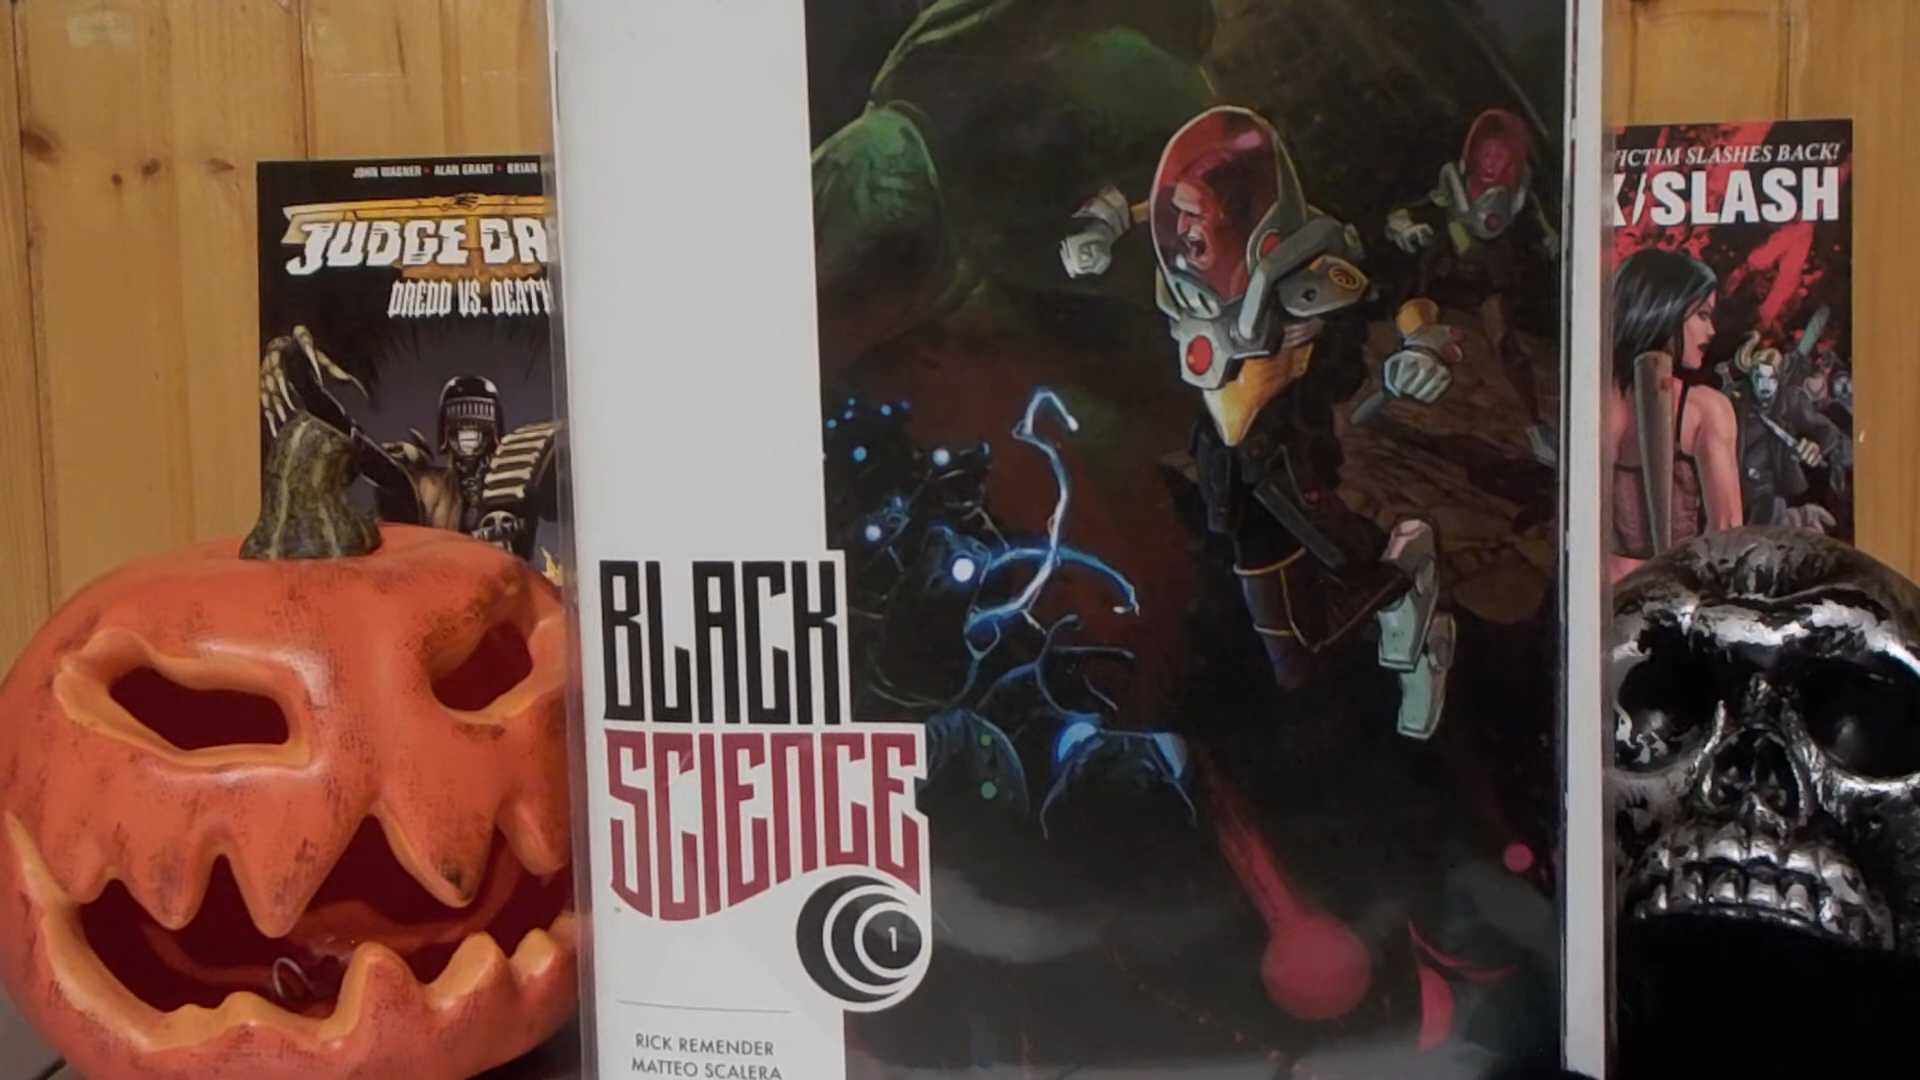 JOHN WAGNER • ALAN GRANT • BRIAN
JUDGE
DREDD VS. DEATH
VICTIM SLASHES BACK!
/SLASH
BLACK
SCIENCE
1
RICK REMENDER
MATTEO SCALERA